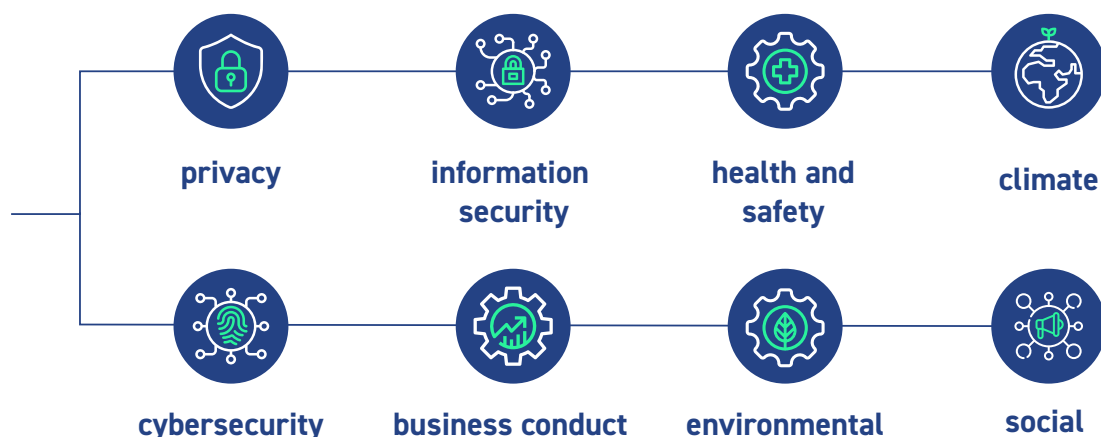 privacy
information
security
health and
safety
climate
cybersecurity
business conduct
environmental
social